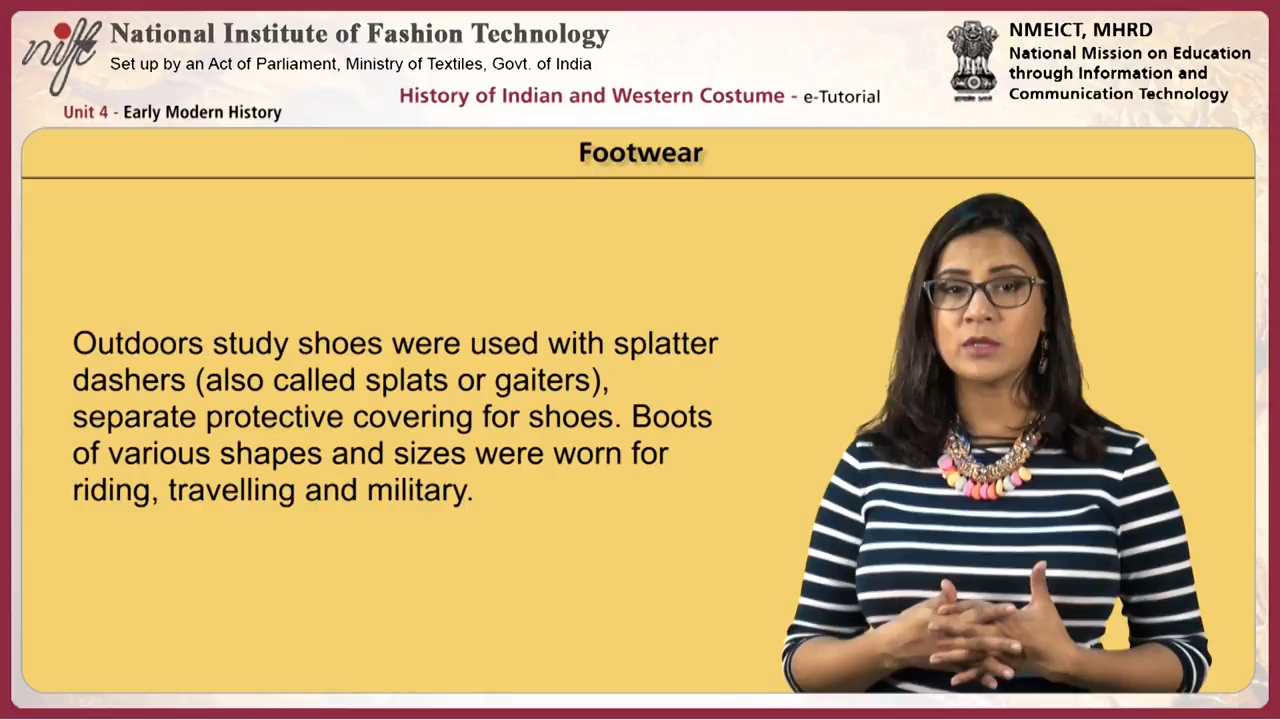 nift
National Institute of Fashion Technology
Set up by an Act of Parliament, Ministry of Textiles, Govt. of India
NMEICT, MHRD
National Mission on Education
through Information and
Communication Technology
History of Indian and Western Costume - e-Tutorial
Unit 4 - Early Modern History
Footwear
Outdoors study shoes were used with splatter
dashers (also called splats or gaiters),
separate protective covering for shoes. Boots
of various shapes and sizes were worn for
riding, travelling and military.